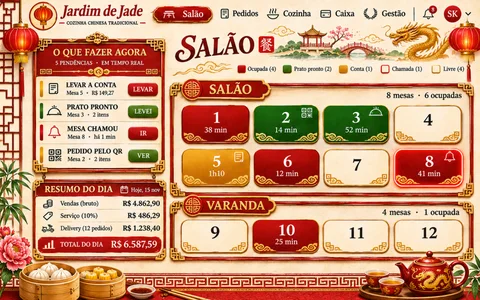 Jardim de Jade
COZINHA CHINESA TRADICIONAL
Salão
Pedidos
Cozinha
Caixa
Gestão
SK
O QUE FAZER AGORA
5 PENDÊNCIAS · EM TEMPO REAL
LEVAR A CONTA
Mesa 5 · R$ 149,27
LEVAR
PRATO PRONTO
Mesa 3 · 2 itens
LEVEI
MESA CHAMOU
Mesa 8 · há 1 min
IR
PEDIDO PELO QR
Mesa 2 · 2 itens
VER
RESUMO DO DIA
Hoje, 15 nov
Vendas (bruto) R$ 4.862,90
Serviço (10%) R$ 486,29
Delivery (12 pedidos) R$ 1.238,40
TOTAL DO DIA R$ 6.587,59
SALÃO
Ocupada (4)
Prato pronto (2)
Conta (1)
Chamada (1)
Livre (4)
SALÃO
8 mesas · 6 ocupadas
1
38 min
2
14 min
3
52 min
4
5
1h10
6
12 min
7
8
41 min
VARANDA
4 mesas · 1 ocupada
9
10
25 min
11
12